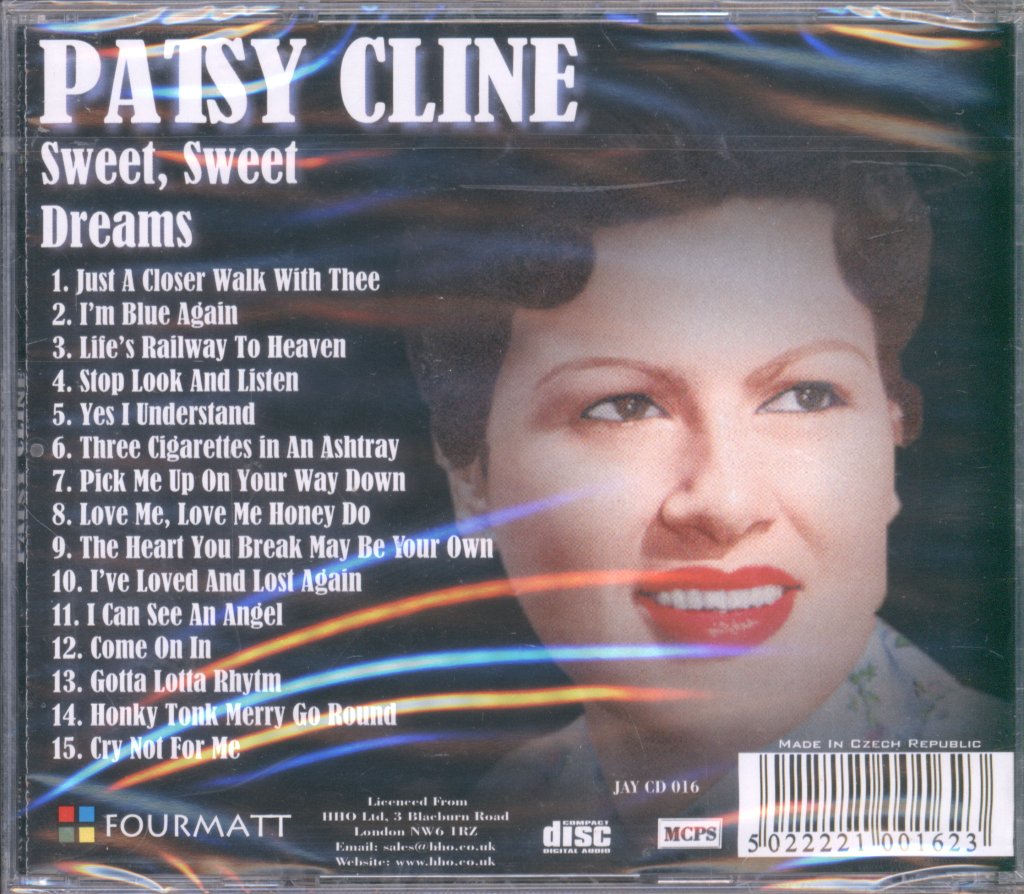 PATSY CLINE
Sweet, Sweet
Dreams
1. Just A Closer Walk With Thee
2. I'm Blue Again
3. Life's Railway To Heaven
4. Stop Look And Listen
5. Yes I Understand
6. Three Cigarettes in An Ashtray
7. Pick Me Up On Your Way Down
8. Love Me, Love Me Honey Do
9. The Heart You Break May Be Your Own
10. I've Loved And Lost Again
11. I Can See An Angel
12. Come On In
13. Gotta Lotta Rhytm
14. Honky Tonk Merry Go Round
15. Cry Not For Me
PATSY CLINE
FOURMATT
Licenced From
HHO Ltd, 3 Blaeburn Road
London NW6 1RZ
Email: sales@hho.co.uk
Website: www.hho.co.uk
COMPACT
disc
DIGITAL AUDIO
JAY CD 016
MCPS
MADE IN CZECH REPUBLIC
5 022221 001623